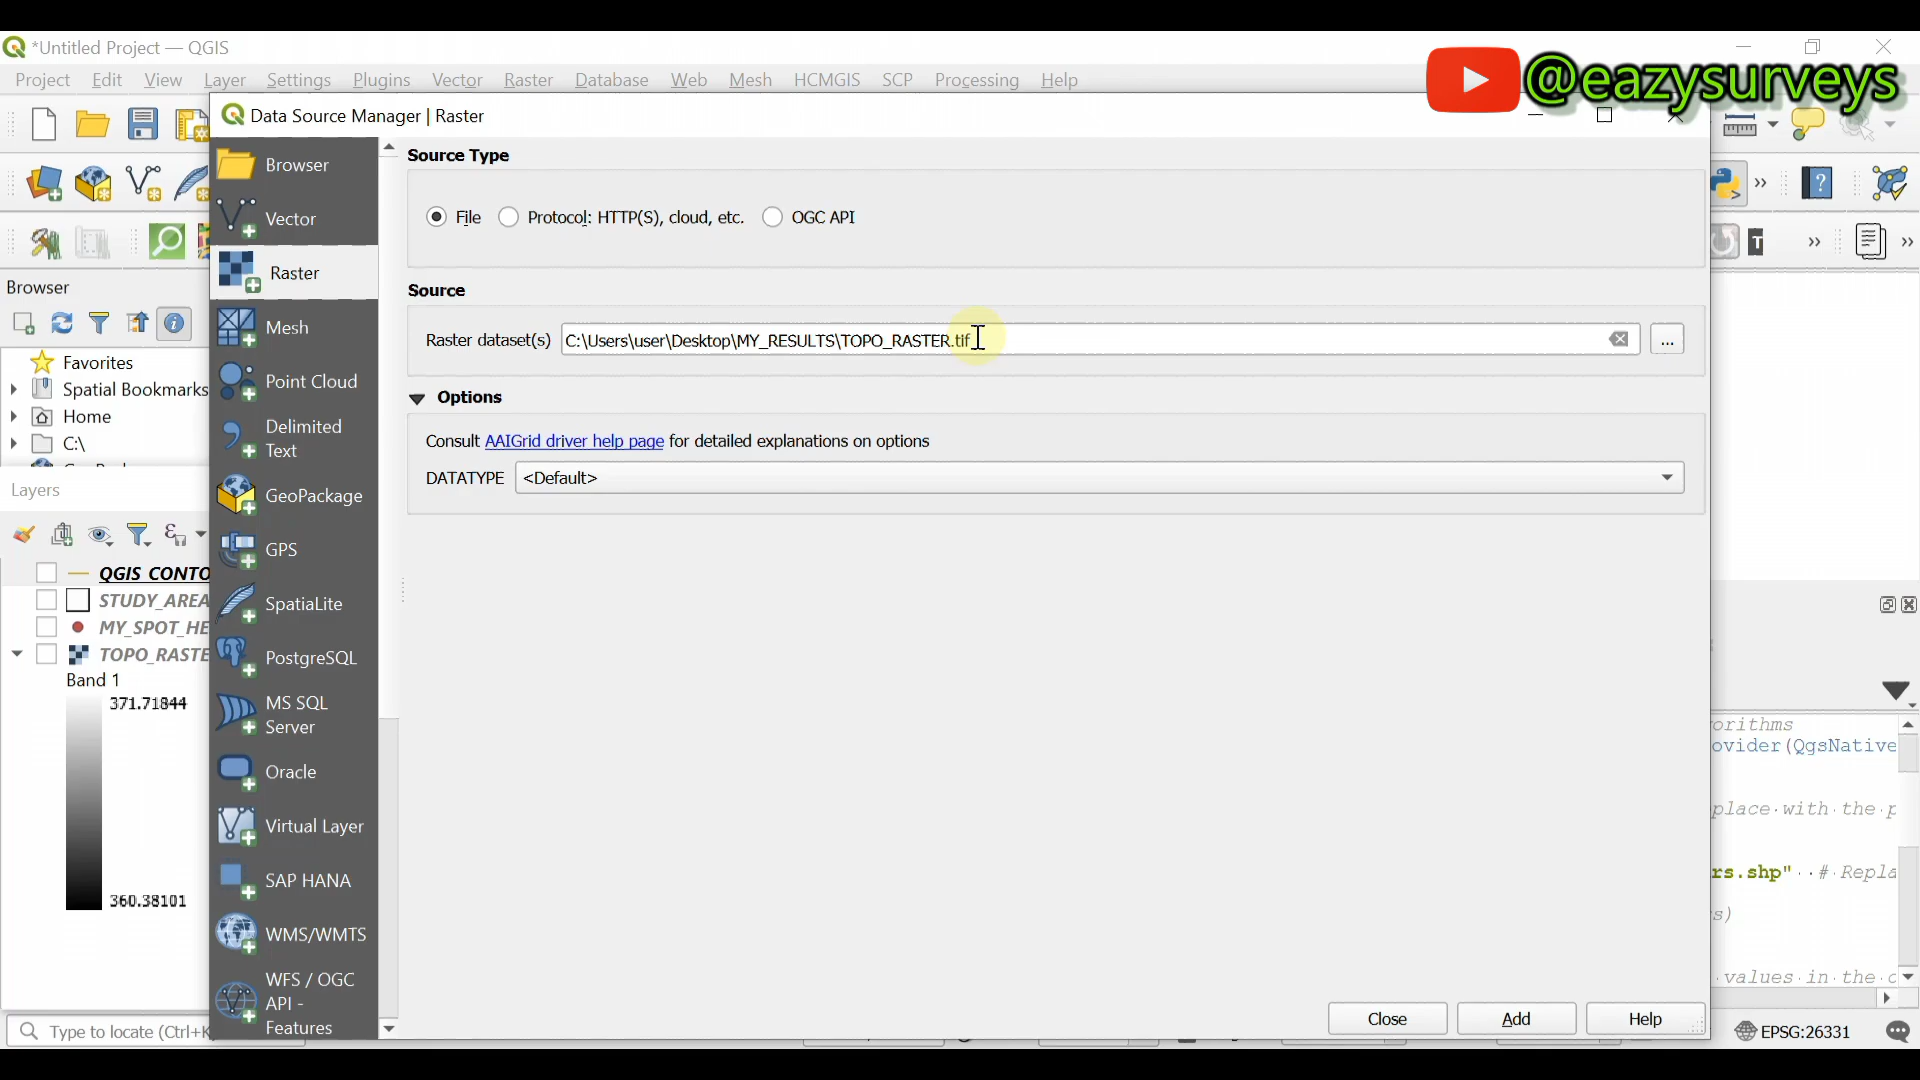 *Untitled Project — QGIS
Project Edit View Layer Settings Plugins Vector Raster Database Web Mesh HCMGIS SCP Processing Help
@eazysurveys
Data Source Manager | Raster
Browser
Vector
Raster
Mesh
Point Cloud
Delimited
Text
GeoPackage
GPS
SpatiaLite
PostgreSQL
MS SQL
Server
Oracle
Virtual Layer
SAP HANA
WMS/WMTS
WFS / OGC
API -
Features
Source Type
File Protocol: HTTP(S), cloud, etc. OGC API
Source
Raster dataset(s) C:\Users\user\Desktop\MY_RESULTS\TOPO_RASTER.tif ...
Options
Consult AAIGrid driver help page for detailed explanations on options
DATATYPE <Default>
Close Add Help
Browser
Favorites
Spatial Bookmarks
Home
C:\
Layers
QGIS CONTO
STUDY_AREA
MY_SPOT_HE
TOPO_RASTE
Band 1
371.71844
360.38101
Type to locate (Ctrl+K
T
orithms
ovider(QgsNative
place·with·the·p
rs.shp"··#·Repla
s)
·values·in·the·c
EPSG:26331